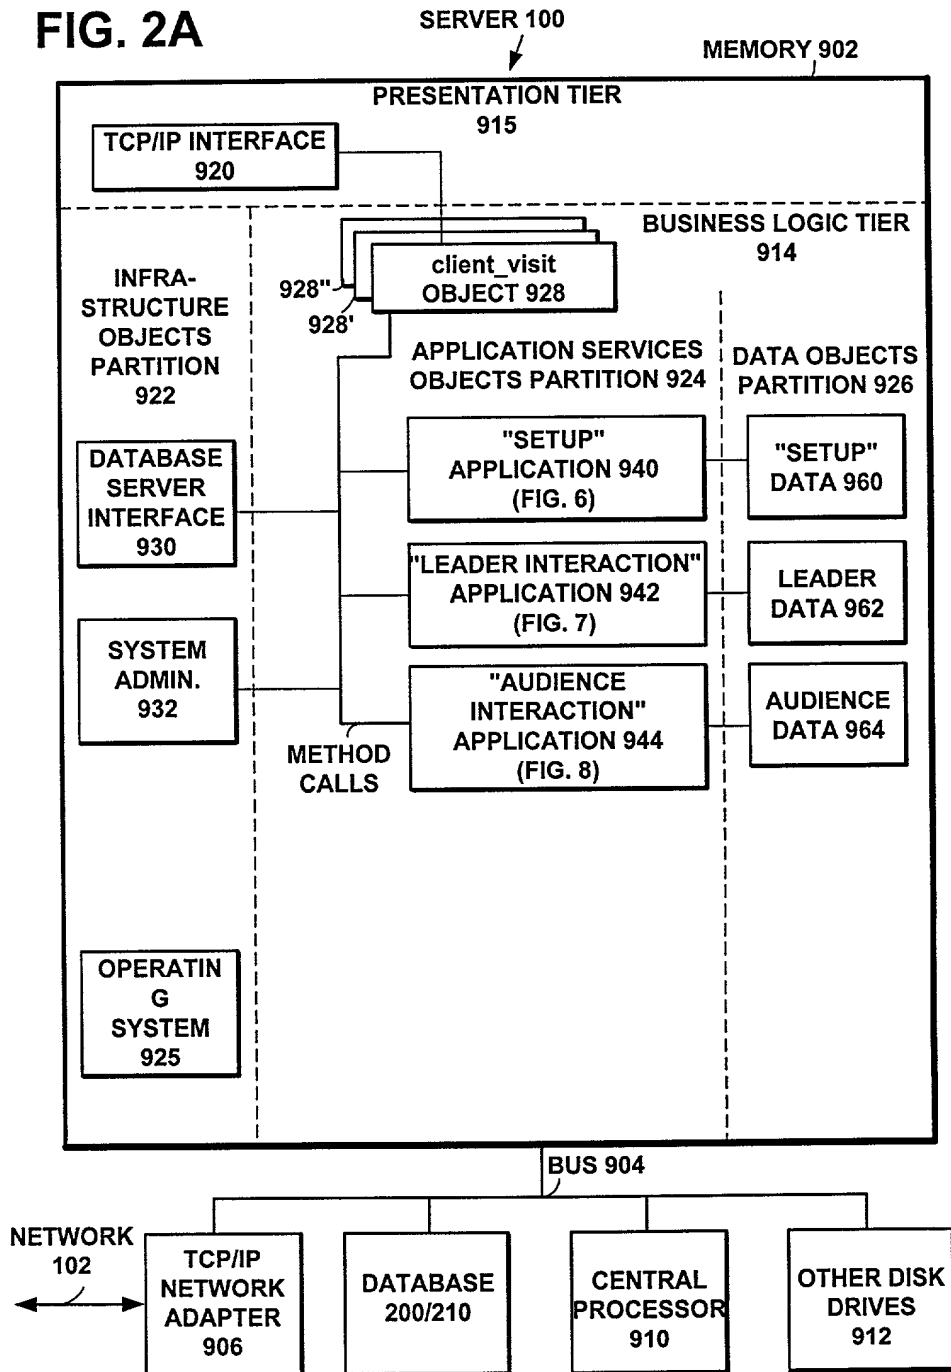 FIG. 2A
SERVER 100
MEMORY 902
PRESENTATION TIER
915
TCP/IP INTERFACE
920
BUSINESS LOGIC TIER
914
client_visit
OBJECT 928
928"
928'
INFRA-
STRUCTURE
OBJECTS
PARTITION
922
APPLICATION SERVICES
OBJECTS PARTITION 924
DATA OBJECTS
PARTITION 926
DATABASE
SERVER
INTERFACE
930
"SETUP"
APPLICATION 940
(FIG. 6)
"SETUP"
DATA 960
"LEADER INTERACTION"
APPLICATION 942
(FIG. 7)
LEADER
DATA 962
SYSTEM
ADMIN.
932
"AUDIENCE
INTERACTION"
APPLICATION 944
(FIG. 8)
AUDIENCE
DATA 964
METHOD
CALLS
OPERATIN
G
SYSTEM
925
BUS 904
NETWORK
102
TCP/IP
NETWORK
ADAPTER
906
DATABASE
200/210
CENTRAL
PROCESSOR
910
OTHER DISK
DRIVES
912